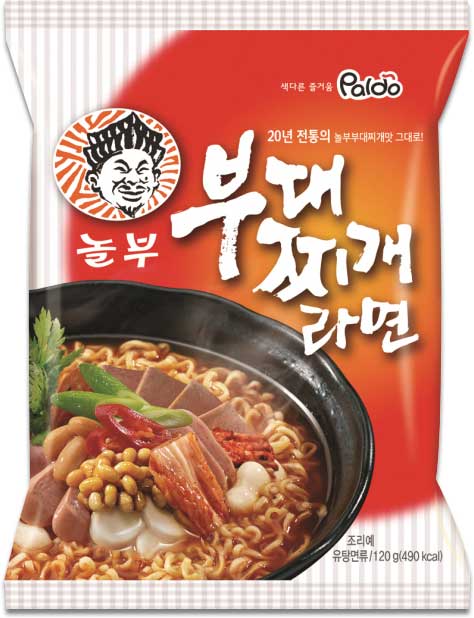 색다른 즐거움 Paldo
20년 전통의 놀부부대찌개맛 그대로!
놀부
부대
찌개
라면
조리예
유탕면류/120 g(490 kcal)